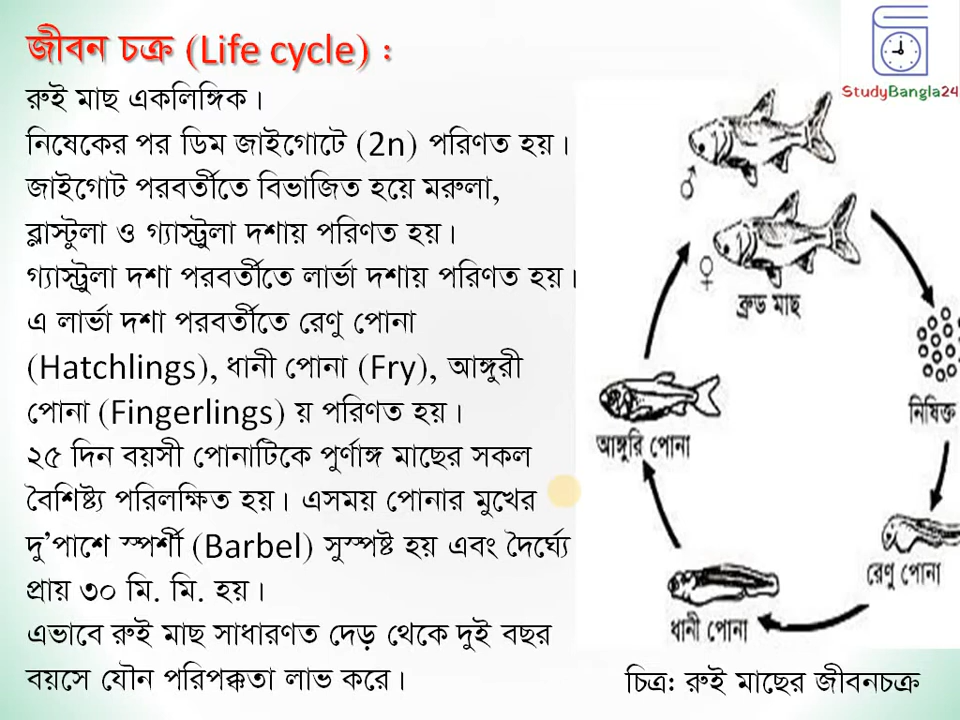 জীবন চক্র (Life cycle) :
রুই মাছ একলিঙ্গিক।
নিষেকের পর ডিম জাইগোটে (2n) পরিণত হয়।
জাইগোট পরবর্তীতে বিভাজিত হয়ে মরুলা,
ব্লাস্টুলা ও গ্যাস্ট্রুলা দশায় পরিণত হয়।
গ্যাস্ট্রুলা দশা পরবর্তীতে লার্ভা দশায় পরিণত হয়।
এ লার্ভা দশা পরবর্তীতে রেণু পোনা
(Hatchlings), ধানী পোনা (Fry), আঙ্গুরী
পোনা (Fingerlings) য় পরিণত হয়।
২৫ দিন বয়সী পোনাটিকে পুর্ণাঙ্গ মাছের সকল
বৈশিষ্ট্য পরিলক্ষিত হয়। এসময় পোনার মুখের
দু’পাশে স্পর্শী (Barbel) সুস্পষ্ট হয় এবং দৈর্ঘ্যে
প্রায় ৩০ মি. মি. হয়।
এভাবে রুই মাছ সাধারণত দেড় থেকে দুই বছর
বয়সে যৌন পরিপক্কতা লাভ করে।
StudyBangla24
♂
♀
ব্রুড মাছ
নিষিক্ত
রেণু পোনা
ধানী পোনা
আঙ্গুরি পোনা
চিত্র: রুই মাছের জীবনচক্র